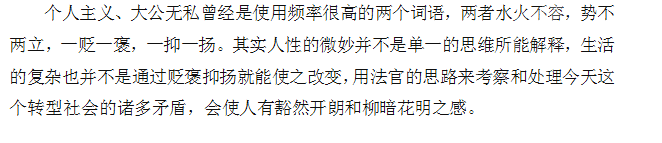 个人主义、大公无私曾经是使用频率很高的两个词语，两者水火不容，势不
两立，一贬一褒，一抑一扬。其实人性的微妙并不是单一的思维所能解释，生活
的复杂也并不是通过贬褒抑扬就能使之改变，用法官的思路来考察和处理今天这
个转型社会的诸多矛盾，会使人有豁然开朗和柳暗花明之感。